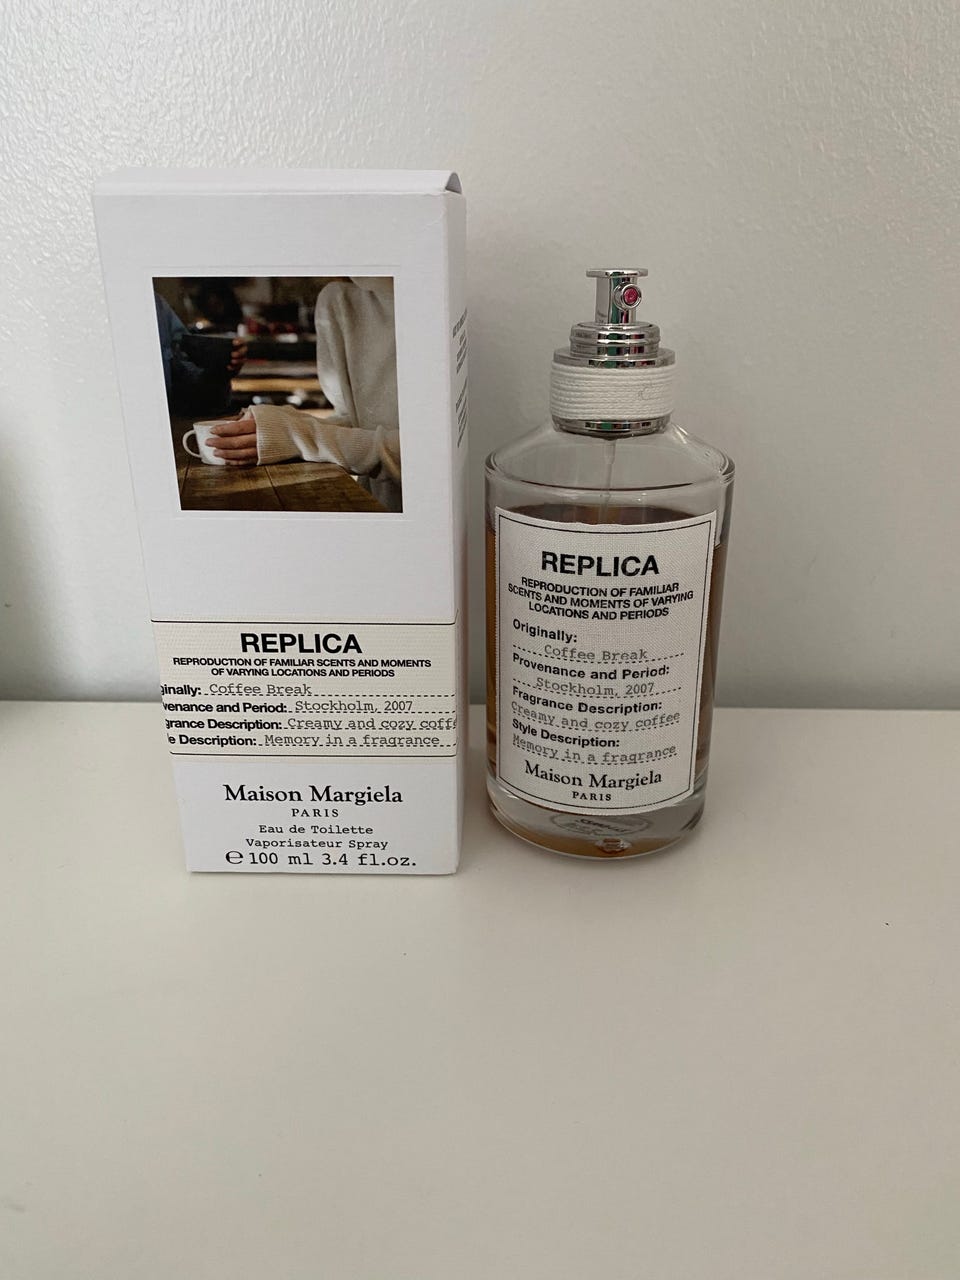 REPLICA
REPRODUCTION OF FAMILIAR SCENTS AND MOMENTS
OF VARYING LOCATIONS AND PERIODS
ginally: Coffee Break
venance and Period: Stockholm, 2007
grance Description: Creamy and cozy coffe
le Description: Memory in a fragrance
Maison Margiela
PARIS
Eau de Toilette
Vaporisateur Spray
℮ 100 ml 3.4 fl.oz.
REPLICA
REPRODUCTION OF FAMILIAR
SCENTS AND MOMENTS OF VARYING
LOCATIONS AND PERIODS
Originally:
Coffee Break
Provenance and Period:
Stockholm, 2007
Fragrance Description:
Creamy and cozy coffee
Style Description:
Memory in a fragrance
Maison Margiela
PARIS